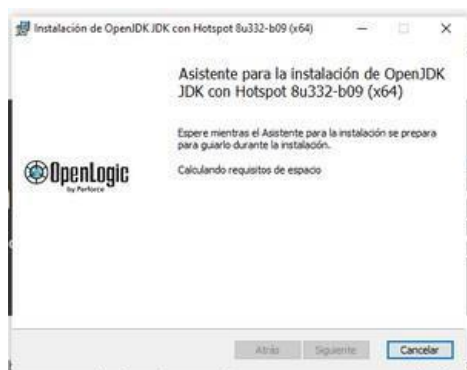 Instalación de OpenJDK JDK con Hotspot 8u332-b09 (x64)
Asistente para la instalación de OpenJDK
JDK con Hotspot 8u332-b09 (x64)
Espere mientras el Asistente para la instalación se prepara
para guiarlo durante la instalación.
Calculando requisitos de espacio
OpenLogic
by Perforce
Atrás
Siguiente
Cancelar